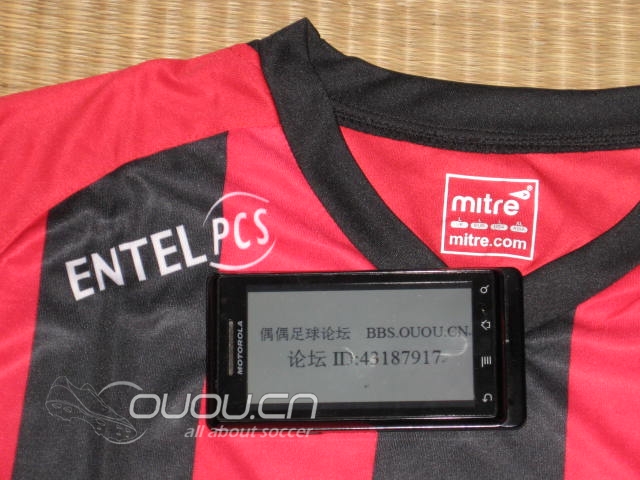 mitre
mitre.com
ENTEL PCS
MOTOROLA
偶偶足球论坛 BBS.OUOU.CN
论坛 ID:43187917
OUOU.CN
all about soccer